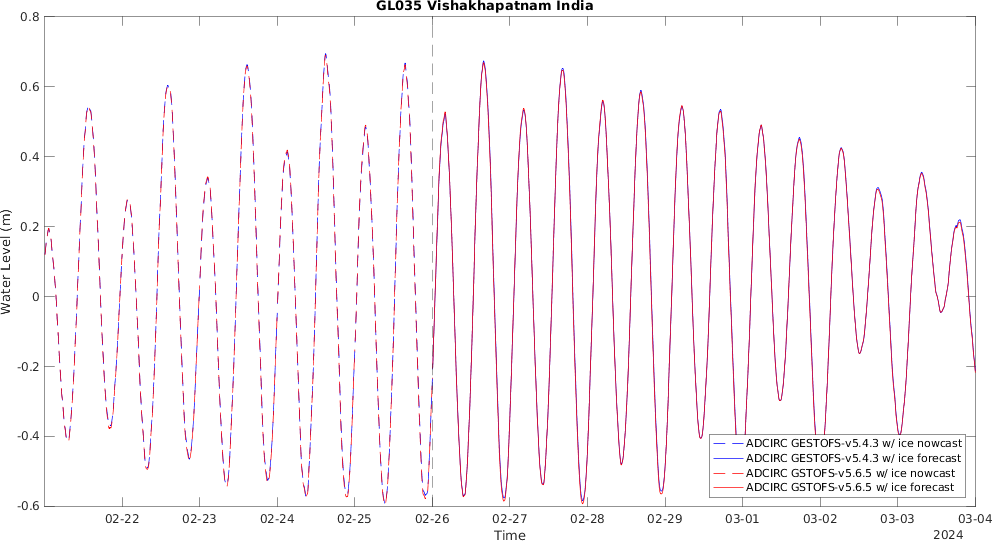 GL035 Vishakhapatnam India
0.8
0.6
0.4
0.2
0
-0.2
-0.4
-0.6
Water Level (m)
ADCIRC GESTOFS-v5.4.3 w/ ice nowcast
ADCIRC GESTOFS-v5.4.3 w/ ice forecast
ADCIRC GSTOFS-v5.6.5 w/ ice nowcast
ADCIRC GSTOFS-v5.6.5 w/ ice forecast
02-22 02-23 02-24 02-25 02-26 02-27 02-28 02-29 03-01 03-02 03-03 03-04
Time
2024